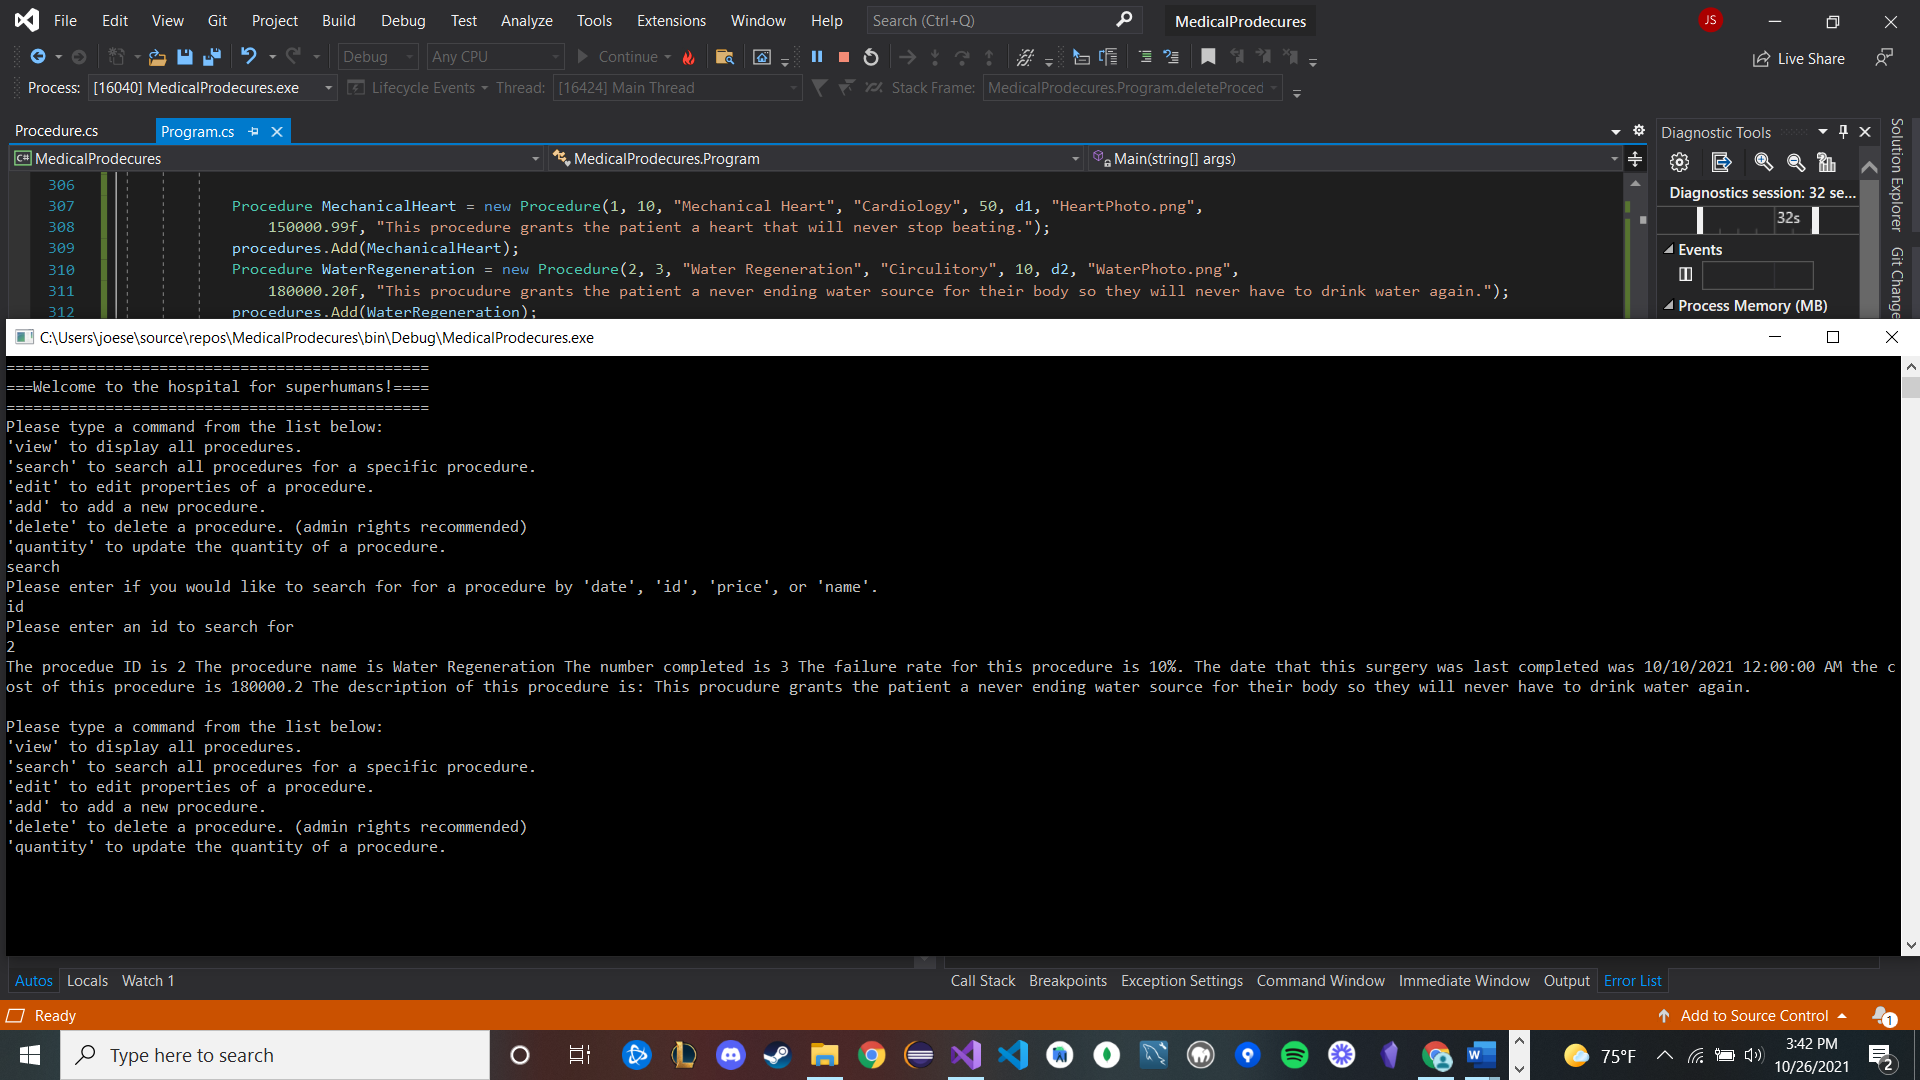 File Edit View Git Project Build Debug Test Analyze Tools Extensions Window Help Search (Ctrl+Q) MedicalProdecures JS
Debug Any CPU Continue Live Share
Process: [16040] MedicalProdecures.exe Lifecycle Events Thread: [16424] Main Thread Stack Frame: MedicalProdecures.Program.deleteProced
Procedure.cs Program.cs Diagnostic Tools
C# MedicalProdecures MedicalProdecures.Program Main(string[] args)
Diagnostics session: 32 se...
32s
Events
Process Memory (MB)
Solution Explorer
Git Change
306
307 Procedure MechanicalHeart = new Procedure(1, 10, "Mechanical Heart", "Cardiology", 50, d1, "HeartPhoto.png",
308 150000.99f, "This procedure grants the patient a heart that will never stop beating.");
309 procedures.Add(MechanicalHeart);
310 Procedure WaterRegeneration = new Procedure(2, 3, "Water Regeneration", "Circulitory", 10, d2, "WaterPhoto.png",
311 180000.20f, "This procudure grants the patient a never ending water source for their body so they will never have to drink water again.");
312 procedures.Add(WaterRegeneration);
C:\Users\joese\source\repos\MedicalProdecures\bin\Debug\MedicalProdecures.exe
===============================================
===Welcome to the hospital for superhumans!====
===============================================
Please type a command from the list below:
'view' to display all procedures.
'search' to search all procedures for a specific procedure.
'edit' to edit properties of a procedure.
'add' to add a new procedure.
'delete' to delete a procedure. (admin rights recommended)
'quantity' to update the quantity of a procedure.
search
Please enter if you would like to search for for a procedure by 'date', 'id', 'price', or 'name'.
id
Please enter an id to search for
2
The procedue ID is 2 The procedure name is Water Regeneration The number completed is 3 The failure rate for this procedure is 10%. The date that this surgery was last completed was 10/10/2021 12:00:00 AM the c
ost of this procedure is 180000.2 The description of this procedure is: This procudure grants the patient a never ending water source for their body so they will never have to drink water again.
Please type a command from the list below:
'view' to display all procedures.
'search' to search all procedures for a specific procedure.
'edit' to edit properties of a procedure.
'add' to add a new procedure.
'delete' to delete a procedure. (admin rights recommended)
'quantity' to update the quantity of a procedure.
Autos Locals Watch 1 Call Stack Breakpoints Exception Settings Command Window Immediate Window Output Error List
Ready Add to Source Control 1
Type here to search 75°F 3:42 PM
10/26/2021 2